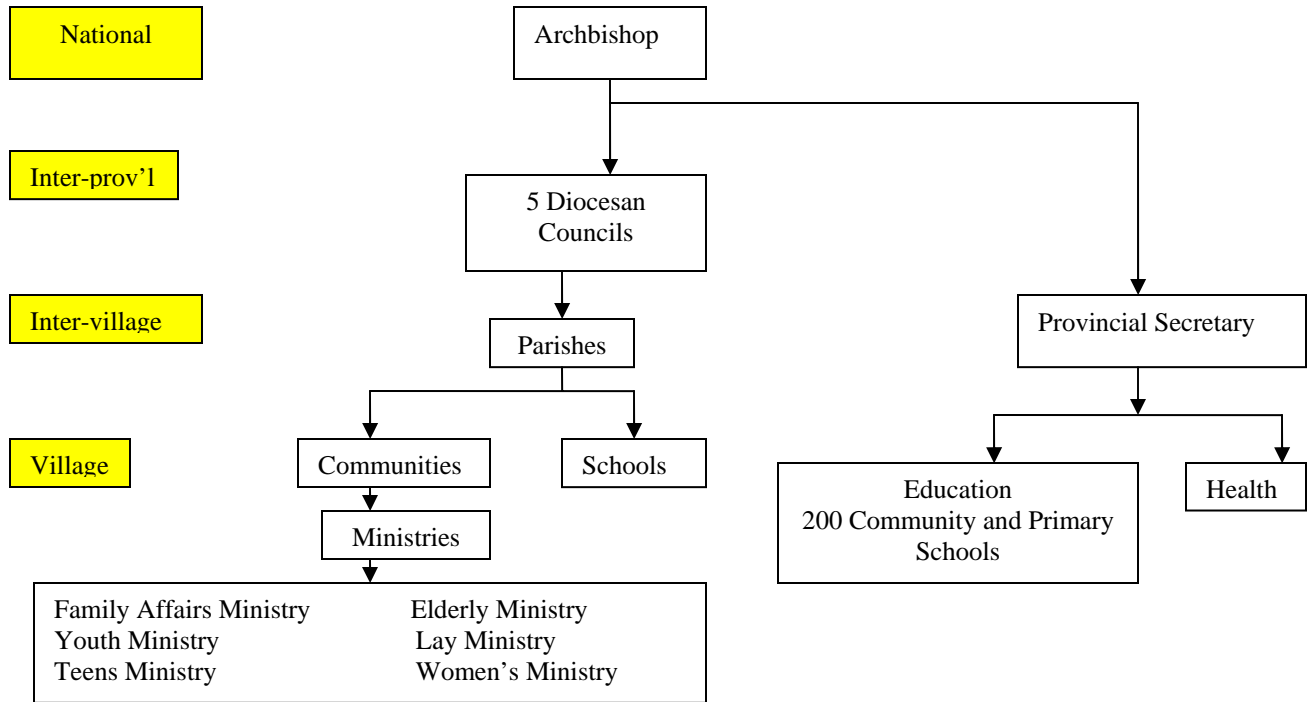 National
Archbishop
Inter-prov’l
5 Diocesan
Councils
Inter-village
Parishes
Provincial Secretary
Village
Communities
Schools
Education
200 Community and Primary
Schools
Health
Ministries
Family Affairs Ministry
Elderly Ministry
Youth Ministry
Lay Ministry
Teens Ministry
Women’s Ministry